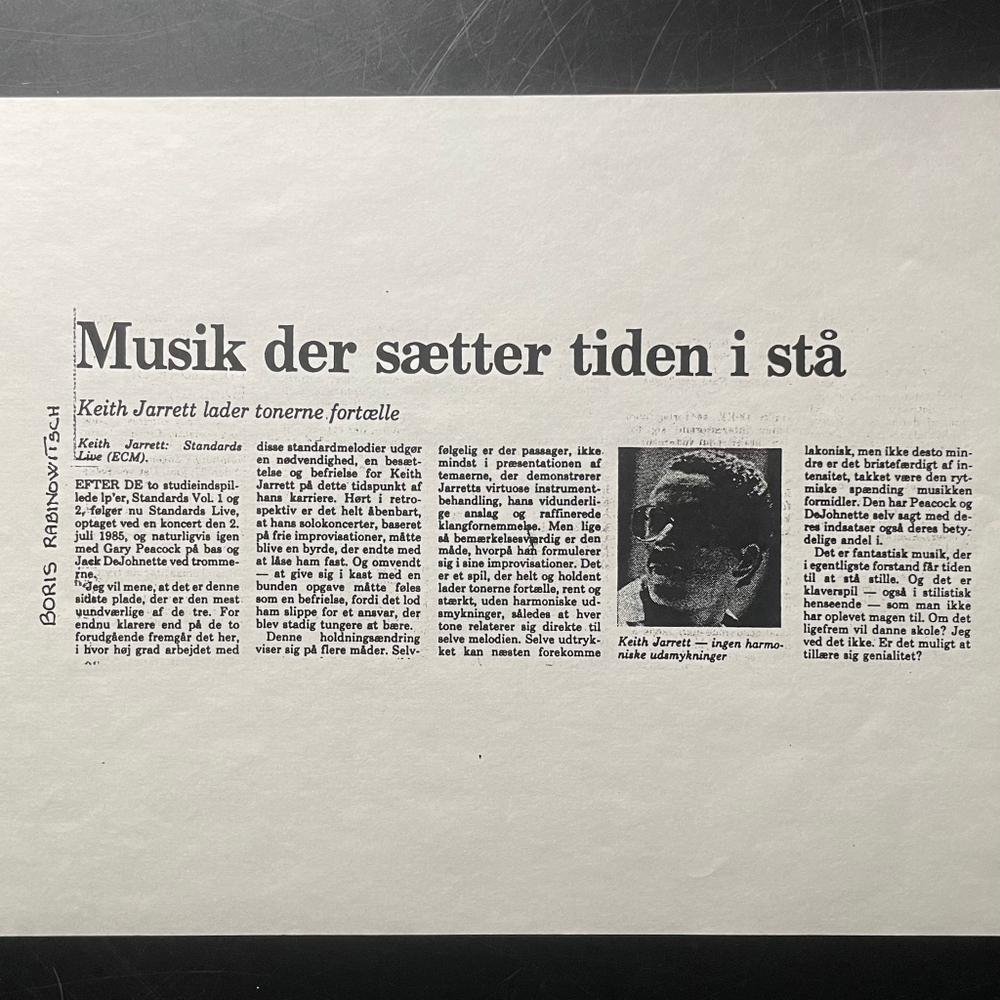 Musik der sætter tiden i stå
Keith Jarrett lader tonerne fortælle
BORIS RABINOWITSCH
Keith Jarrett: Standards
Live (ECM).
EFTER DE to studieindspil-
lede lp'er, Standards Vol. 1 og
2, følger nu Standards Live,
optaget ved en koncert den 2.
juli 1985, og naturligvis igen
med Gary Peacock på bas og
Jack DeJohnette ved tromme-
rne.
Jeg vil mene, at det er denne
sidste plade, der er den mest
uundværlige af de tre. For
endnu klarere end på de to
forudgående fremgår det her,
i hvor høj grad arbejdet med
disse standardmelodier udgør
en nødvendighed, en besæt-
telse og befrielse for Keith
Jarrett på dette tidspunkt af
hans karriere. Hørt i retro-
spektiv er det helt åbenbart,
at hans solokoncerter, baseret
på frie improvisationer, måtte
blive en byrde, der endte med
at låse ham fast. Og omvendt
— at give sig i kast med en
bunden opgave måtte føles
som en befrielse, fordi det lod
ham slippe for et ansvar, der
blev stadig tungere at bære.
Denne holdningsændring
viser sig på flere måder. Selv-
følgelig er der passager, ikke
mindst i præsentationen af
temaerne, der demonstrerer
Jarretts virtuose instrument-
behandling, hans vidunderli-
ge anslag og raffinerede
klangfornemmelse. Men lige
så bemærkelsesværdig er den
måde, hvorpå han formulerer
sig i sine improvisationer. Det
er et spil, der helt og holdent
lader tonerne fortælle, rent og
stærkt, uden harmoniske ud-
smykninger, således at hver
tone relaterer sig direkte til
selve melodien. Selve udtryk-
ket kan næsten forekomme
Keith Jarrett — ingen harmo-
niske udsmykninger
lakonisk, men ikke desto min-
dre er det bristefærdigt af in-
tensitet, takket være den ryt-
miske spænding musikken
formidler. Den har Peacock og
DeJohnette selv sagt med de-
res indsatser også deres bety-
delige andel i.
Det er fantastisk musik, der
i egentligste forstand får tiden
til at stå stille. Og det er
klaverspil — også i stilistisk
henseende — som man ikke
har oplevet magen til. Om det
ligefrem vil danne skole? Jeg
ved det ikke. Er det muligt at
tillære sig genialitet?